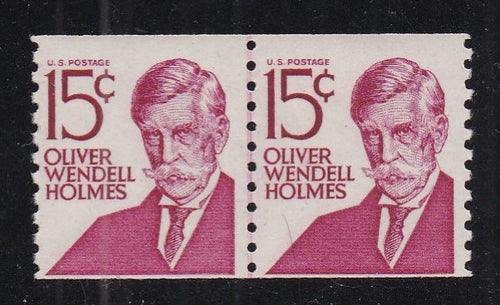 U.S. POSTAGE
15¢
OLIVER
WENDELL
HOLMES
U.S. POSTAGE
15¢
OLIVER
WENDELL
HOLMES